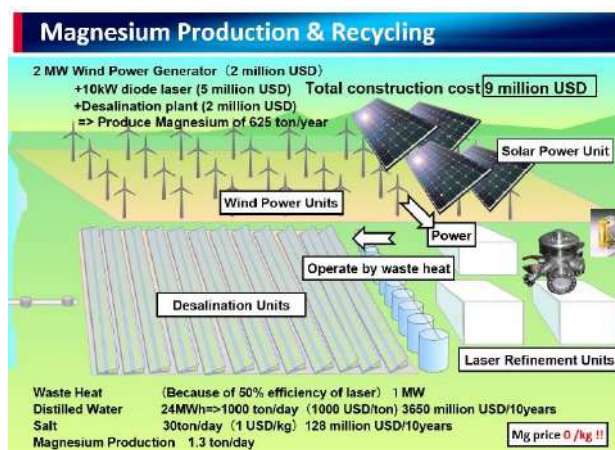 Magnesium Production & Recycling
2 MW Wind Power Generator (2 million USD)
+10kW diode laser (5 million USD)
Total construction cost 9 million USD
+Desalination plant (2 million USD)
=> Produce Magnesium of 625 ton/year
Solar Power Unit
Wind Power Units
Power
Operate by waste heat
Desalination Units
Laser Refinement Units
Waste Heat (Because of 50% efficiency of laser) 1 MW
Distilled Water 24MWh=>1000 ton/day (1000 USD/ton) 3650 million USD/10years
Salt 30ton/day (1 USD/kg) 128 million USD/10years
Magnesium Production 1.3 ton/day
Mg price 0 /kg !!